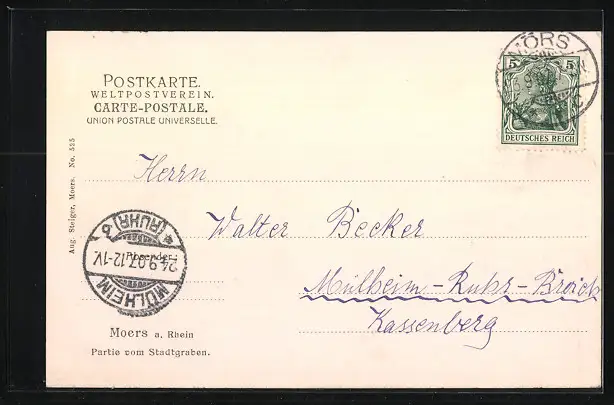 POSTKARTE.
WELTPOSTVEREIN.
CARTE-POSTALE.
UNION POSTALE UNIVERSELLE.
MÖRS
5 5
DEUTSCHES REICH
Aug. Steiger, Moers. No. 525
Herrn
Walter Becker
Mülheim-Ruhr-Broich
Kassenberg
Absender:
MÜLHEIM
24.9.07.12-1V.
*(RUHR) 6
Moers a. Rhein
Partie vom Stadtgraben.